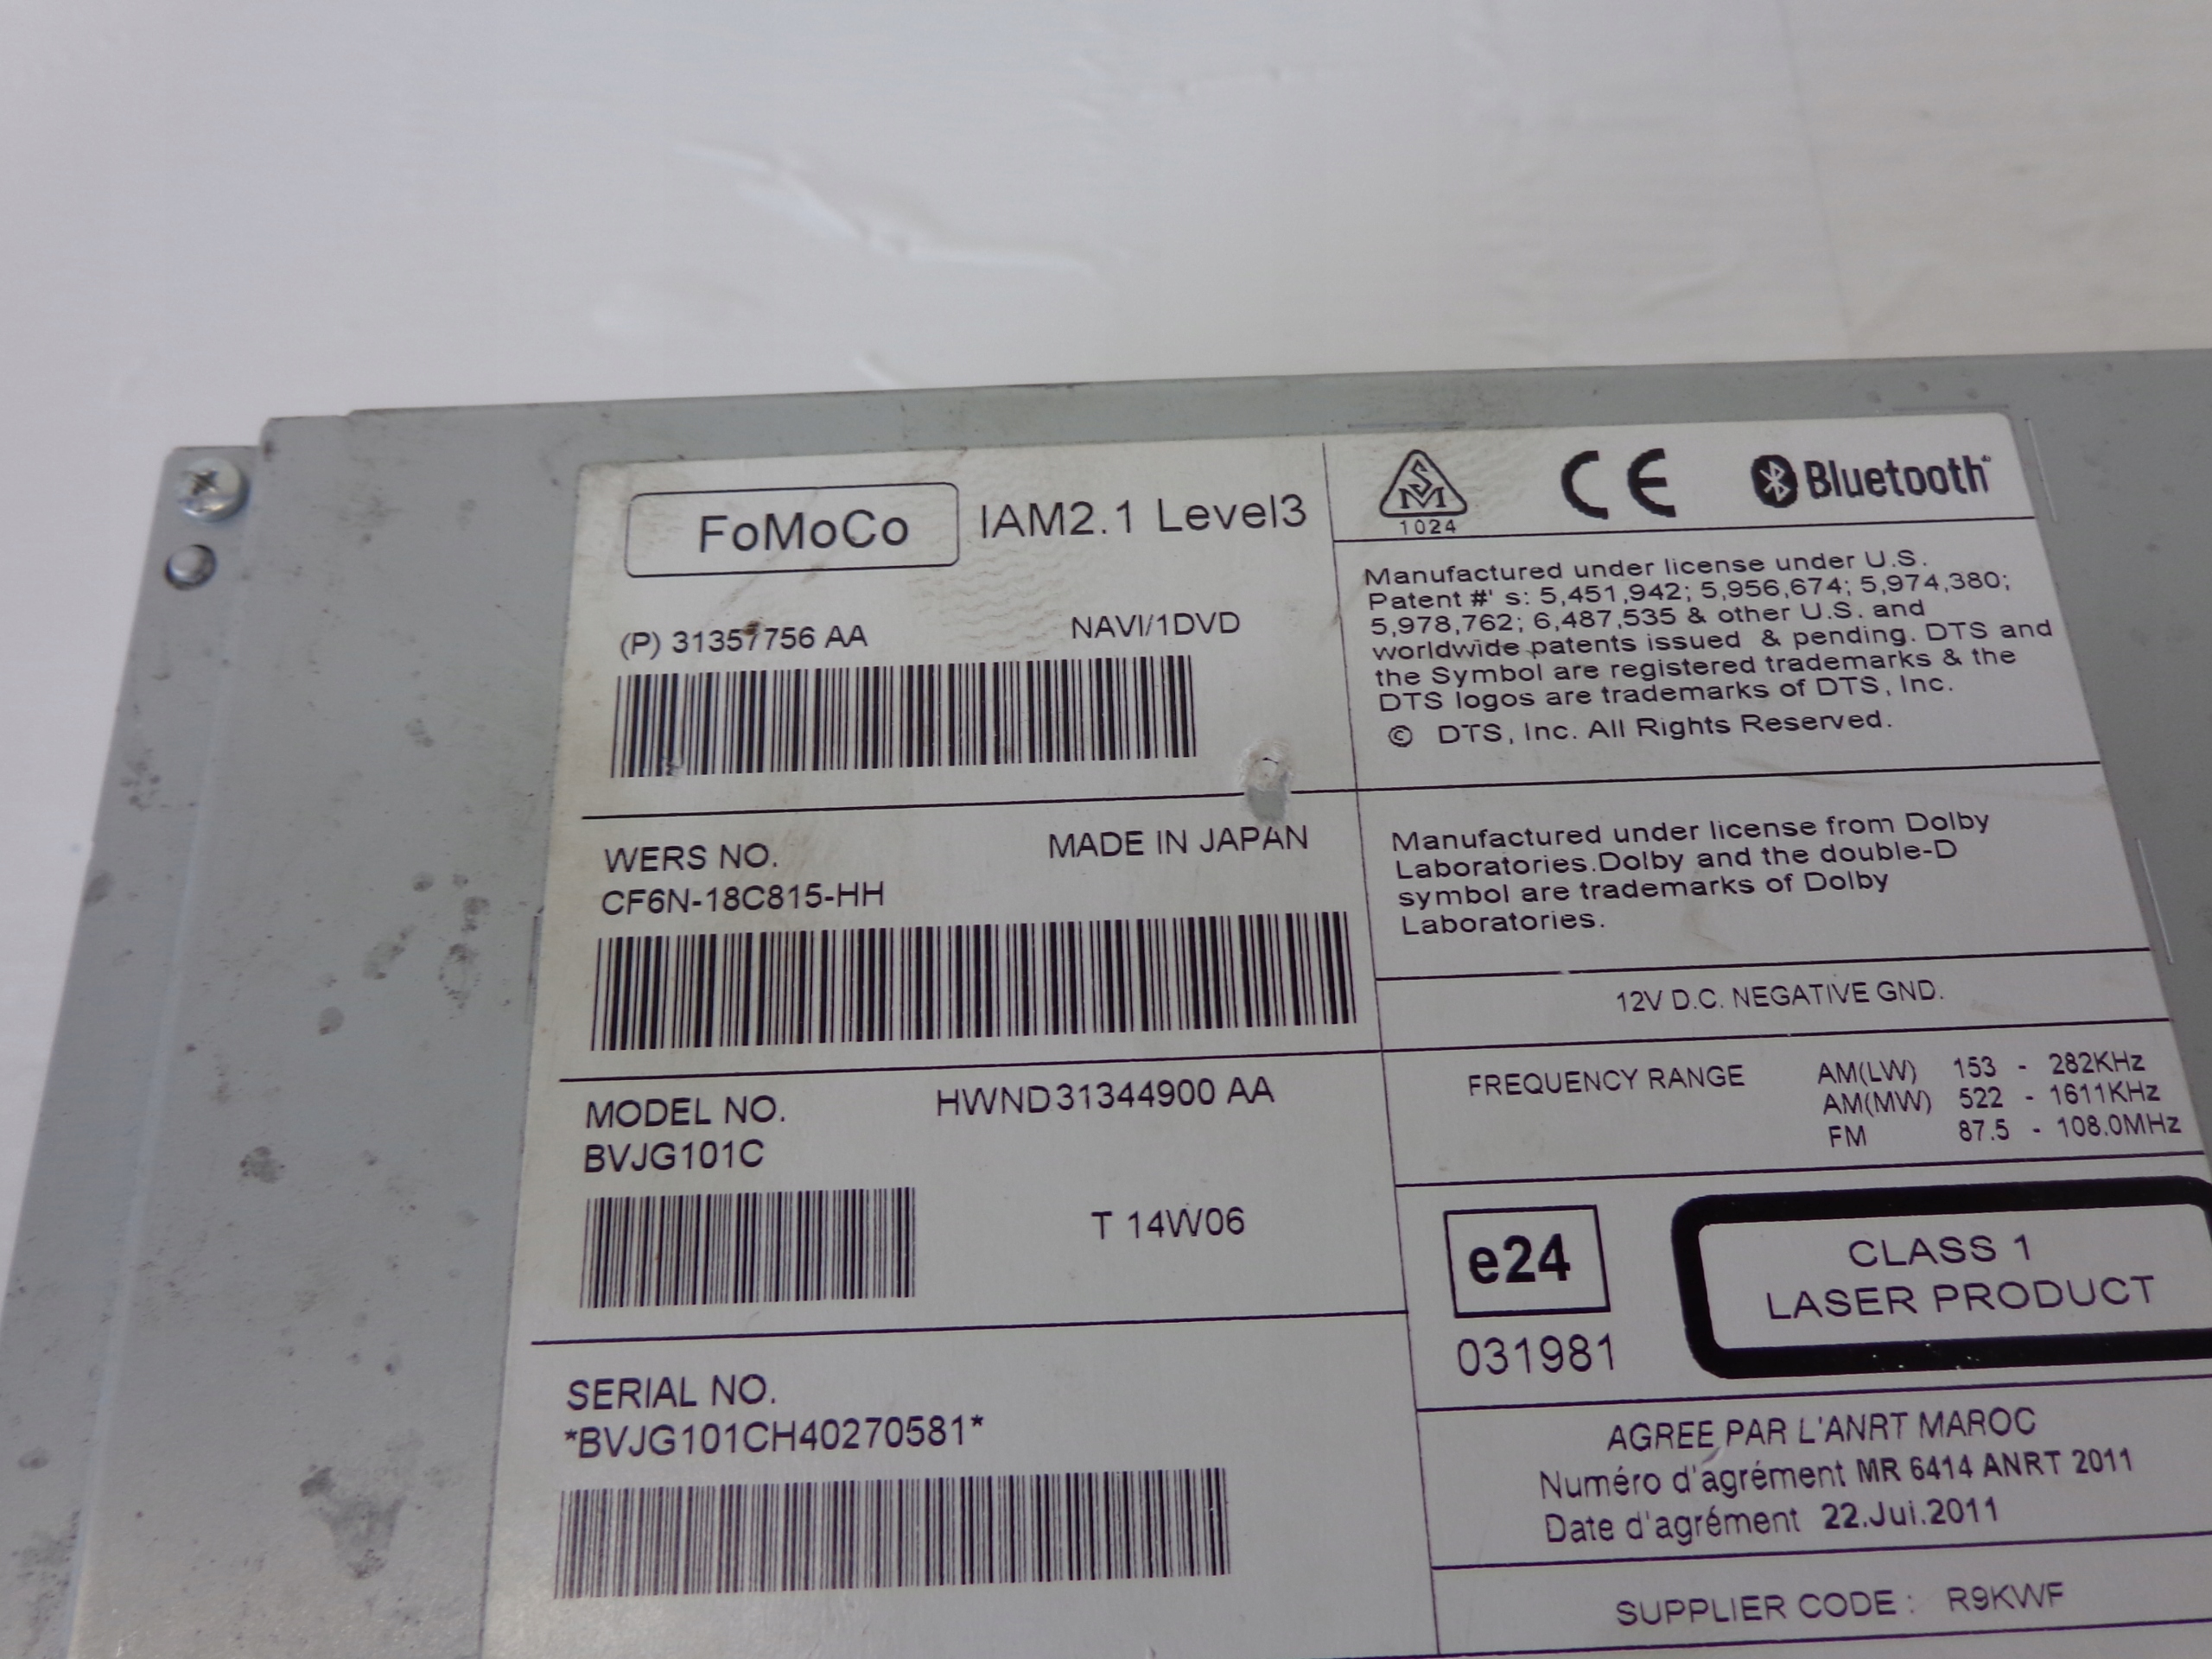 FoMoCo IAM2.1 Level3
(P) 31357756 AA NAVI/1DVD
WERS NO. MADE IN JAPAN
CF6N-18C815-HH
MODEL NO. HWND31344900 AA
BVJG101C
T 14W06
SERIAL NO.
*BVJG101CH40270581*
SM
1024
CE
Bluetooth
Manufactured under license under U.S.
Patent #' s: 5,451,942; 5,956,674; 5,974,380;
5,978,762; 6,487,535 & other U.S. and
worldwide patents issued & pending. DTS and
the Symbol are registered trademarks & the
DTS logos are trademarks of DTS, Inc.
© DTS, Inc. All Rights Reserved.
Manufactured under license from Dolby
Laboratories.Dolby and the double-D
symbol are trademarks of Dolby
Laboratories.
12V D.C. NEGATIVE GND.
FREQUENCY RANGE AM(LW) 153 - 282KHz
AM(MW) 522 - 1611KHz
FM 87.5 - 108.0MHz
e24
031981
CLASS 1
LASER PRODUCT
AGREE PAR L'ANRT MAROC
Numéro d'agrément MR 6414 ANRT 2011
Date d'agrément 22.Jui.2011
SUPPLIER CODE : R9KWF